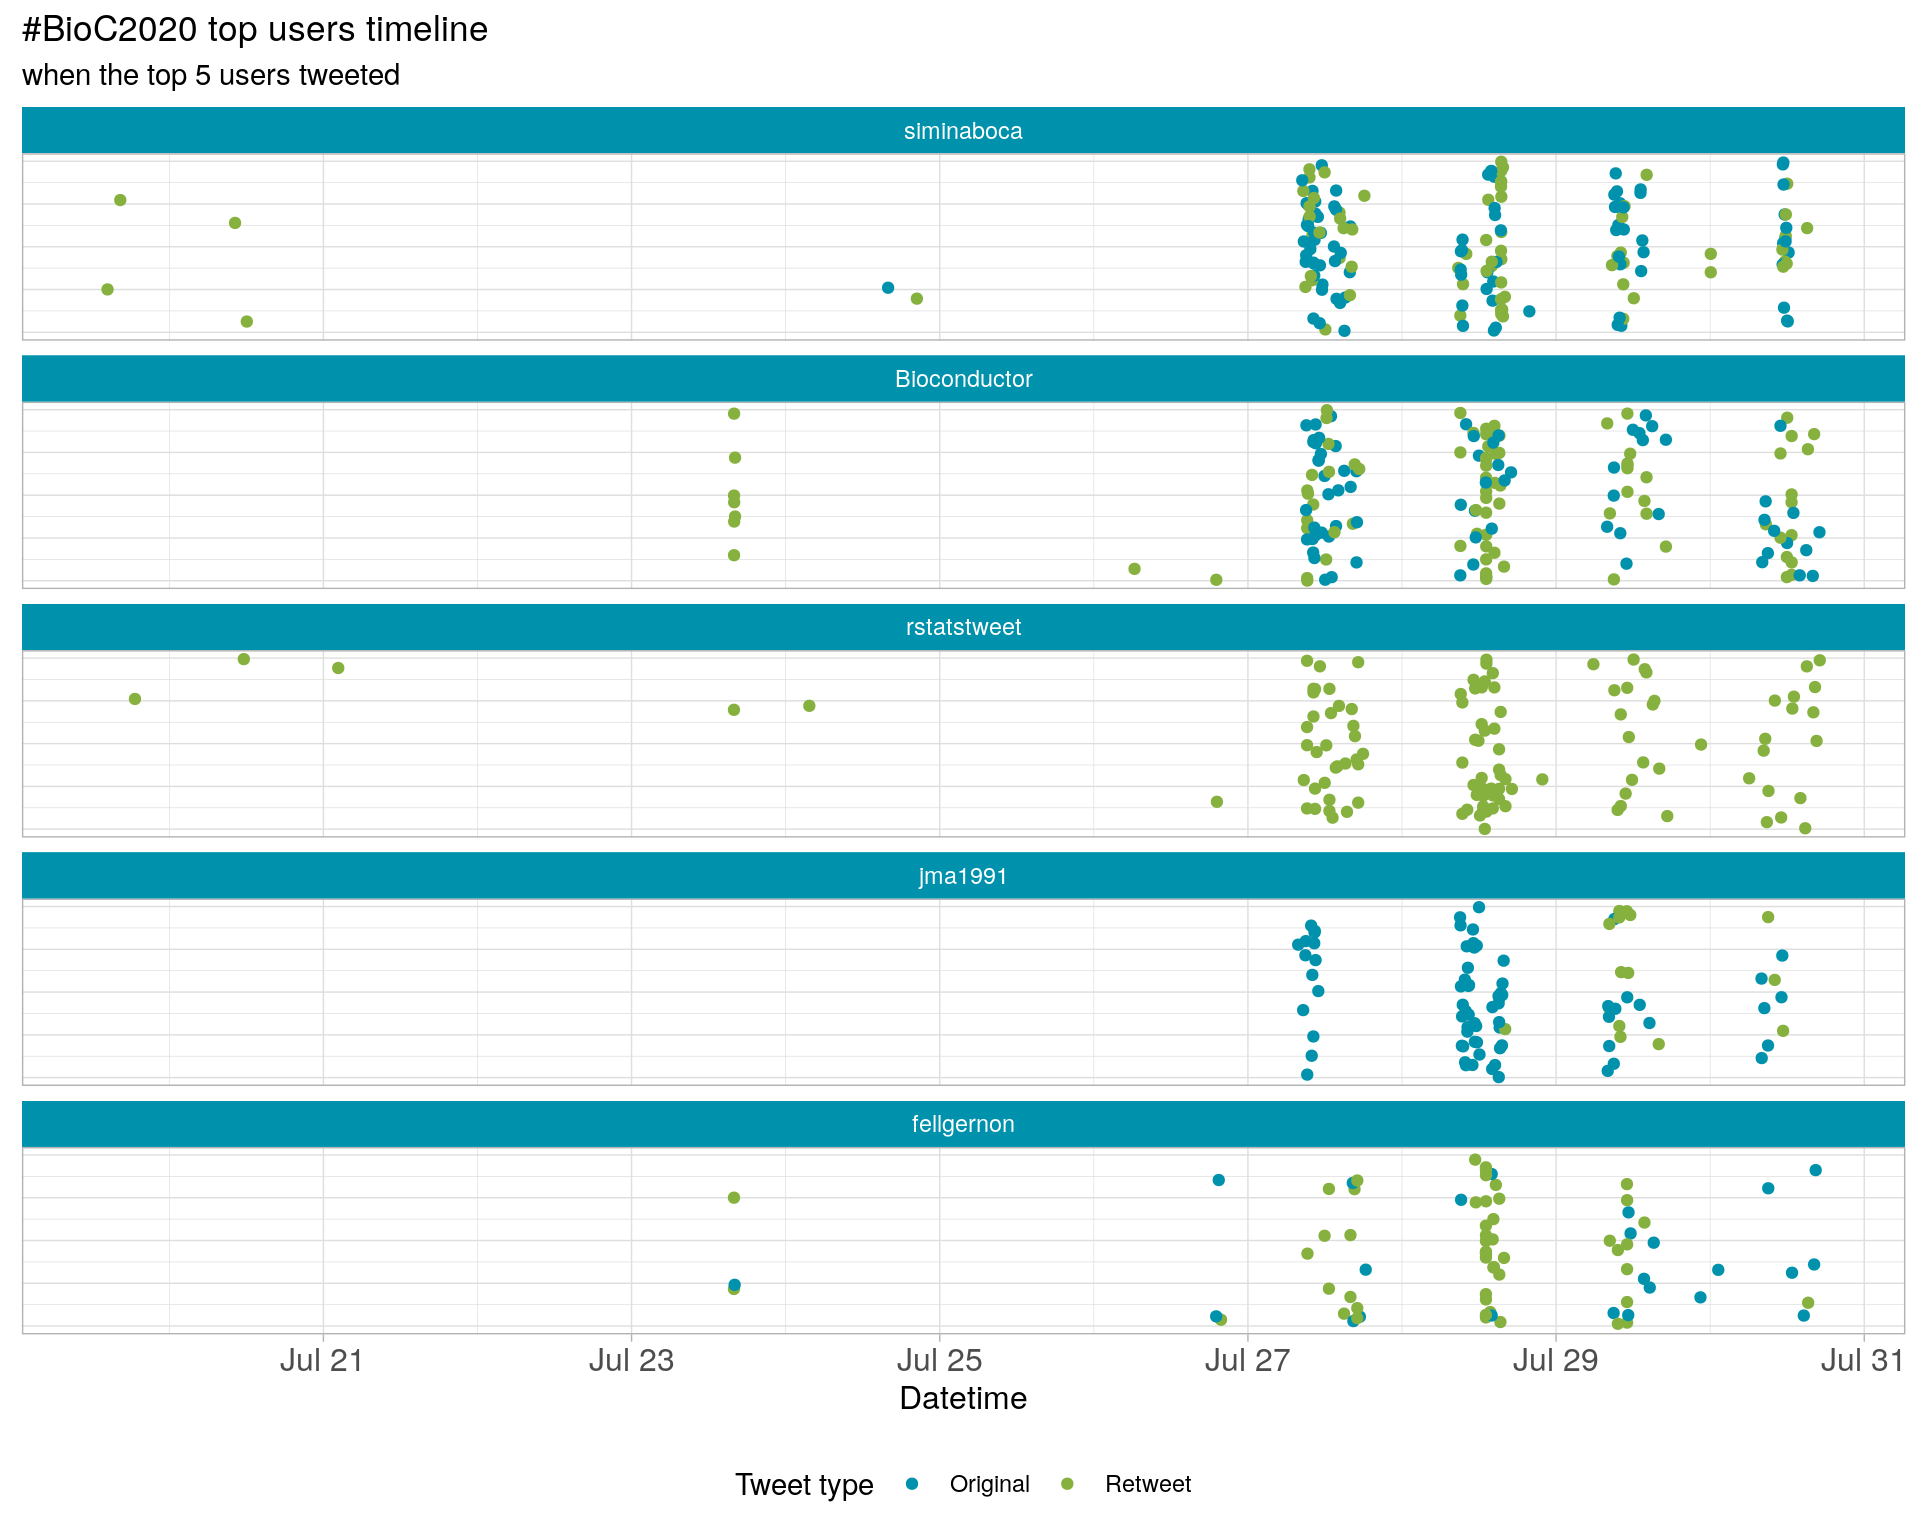 #BioC2020 top users timeline
when the top 5 users tweeted
siminaboca
Bioconductor
rstatstweet
jma1991
fellgernon
Jul 21 Jul 23 Jul 25 Jul 27 Jul 29 Jul 31
Datetime
Tweet type Original Retweet